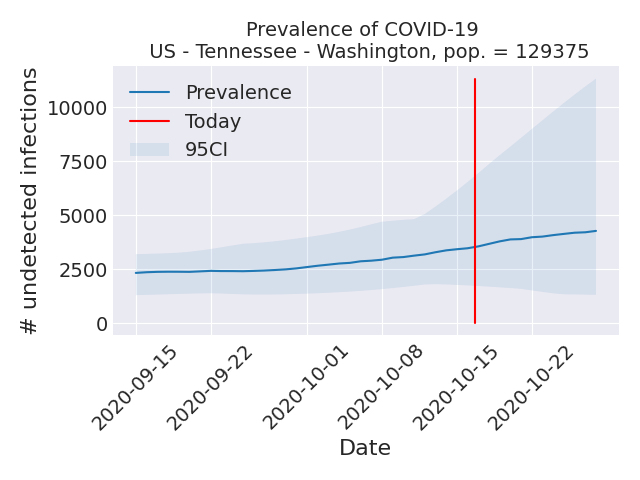 Prevalence of COVID-19
US - Tennessee - Washington, pop. = 129375
Prevalence
Today
95CI
10000
7500
5000
2500
0
# undetected infections
2020-09-15
2020-09-22
2020-10-01
2020-10-08
2020-10-15
2020-10-22
Date